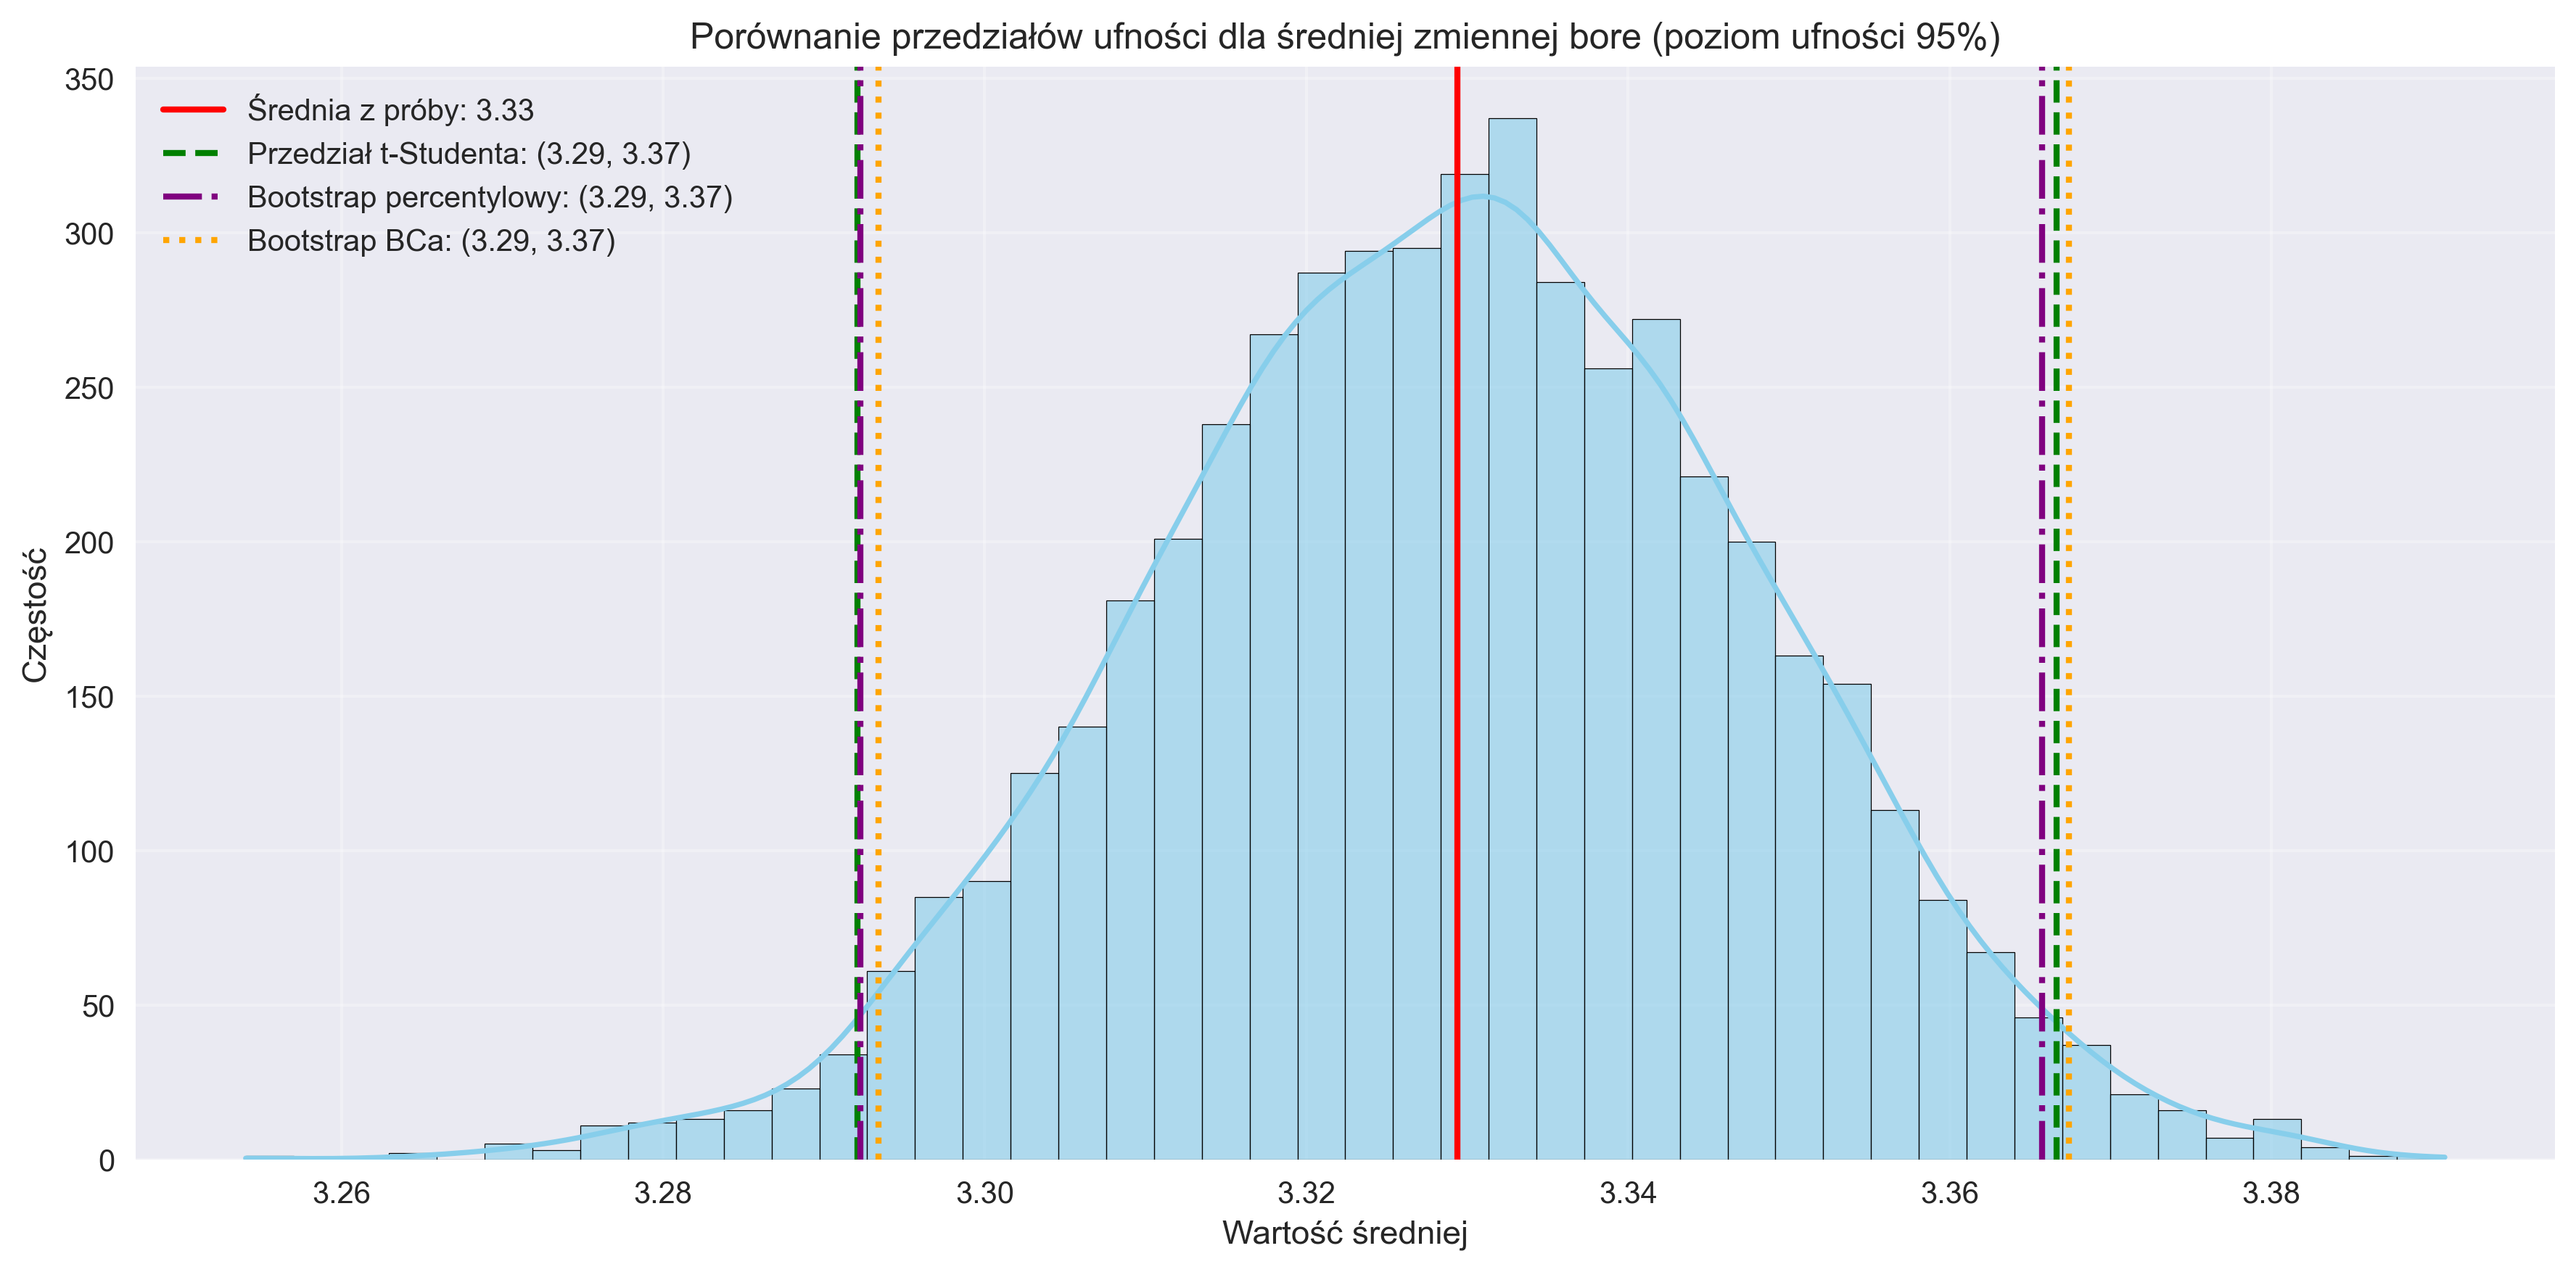 Porównanie przedziałów ufności dla średniej zmiennej bore (poziom ufności 95%)
Średnia z próby: 3.33
Przedział t-Studenta: (3.29, 3.37)
Bootstrap percentylowy: (3.29, 3.37)
Bootstrap BCa: (3.29, 3.37)
Częstość
350
300
250
200
150
100
50
0
3.26 3.28 3.30 3.32 3.34 3.36 3.38
Wartość średniej